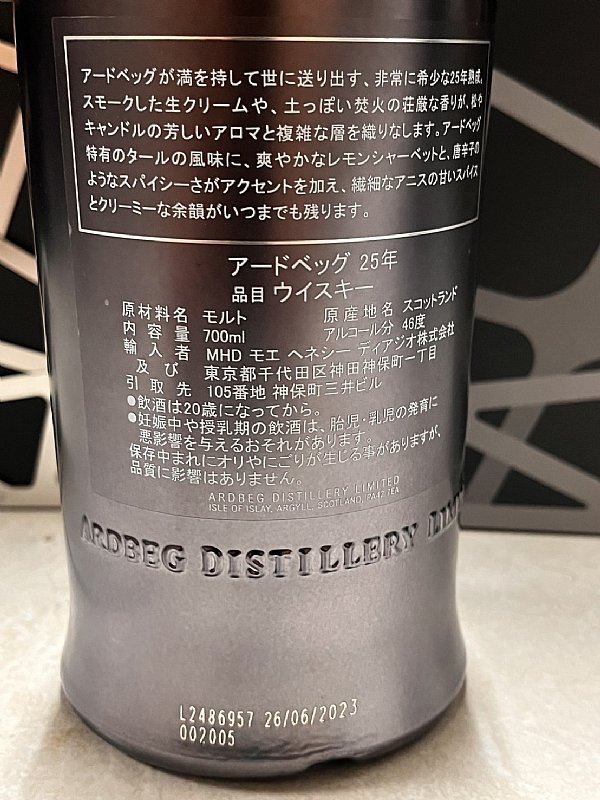 アードベッグが満を持して世に送り出す、非常に希少な25年熟成。
スモークした生クリームや、土っぽい焚火の荘厳な香りが、松や
キャンドルの芳しいアロマと複雑な層を織りなします。アードベッグ
特有のタールの風味に、爽やかなレモンシャーベットと、唐辛子の
ようなスパイシーさがアクセントを加え、繊細なアニスの甘いスパイス
とクリーミーな余韻がいつまでも残ります。
アードベッグ 25年
品目 ウイスキー
原材料名 モルト 原産地名 スコットランド
内容量 700ml アルコール分 46度
輸入者 MHD モエ ヘネシー ディアジオ株式会社
及び 東京都千代田区神田神保町一丁目
引取先 105番地 神保町三井ビル
●飲酒は20歳になってから。
●妊娠中や授乳期の飲酒は、胎児・乳児の発育に
悪影響を与えるおそれがあります。
保存中まれにオリやにごりが生じる事がありますが、
品質に影響はありません。
ARDBEG DISTILLERY LIMITED
ISLE OF ISLAY, ARGYLL, SCOTLAND, PA42 7EA
ARDBEG DISTILLERY
L2486957 26/06/2023
002005